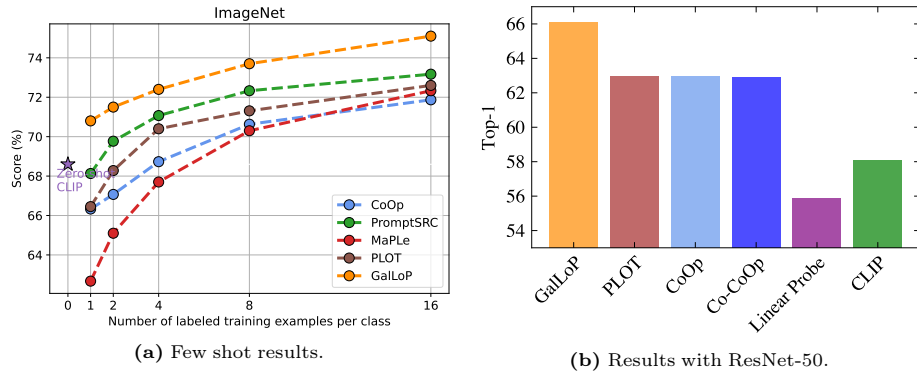 ImageNet
Score (%)
74
72
70
68
66
64
Zero-shot
CLIP
CoOp
PromptSRC
MaPLe
PLOT
GalLoP
0 1 2 4 8 16
Number of labeled training examples per class
(a) Few shot results.
Top-1
66
64
62
60
58
56
54
GalLoP
PLOT
CoOp
Co-CoOp
Linear Probe
CLIP
(b) Results with ResNet-50.